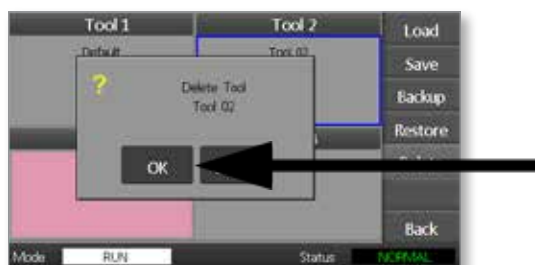 Tool 1
Tool 2
Load
Default
Tool 02
Save
?
Delete Tool
Tool 02
Backup
Restore
OK
Back
Mode
RUN
Status
NORMAL